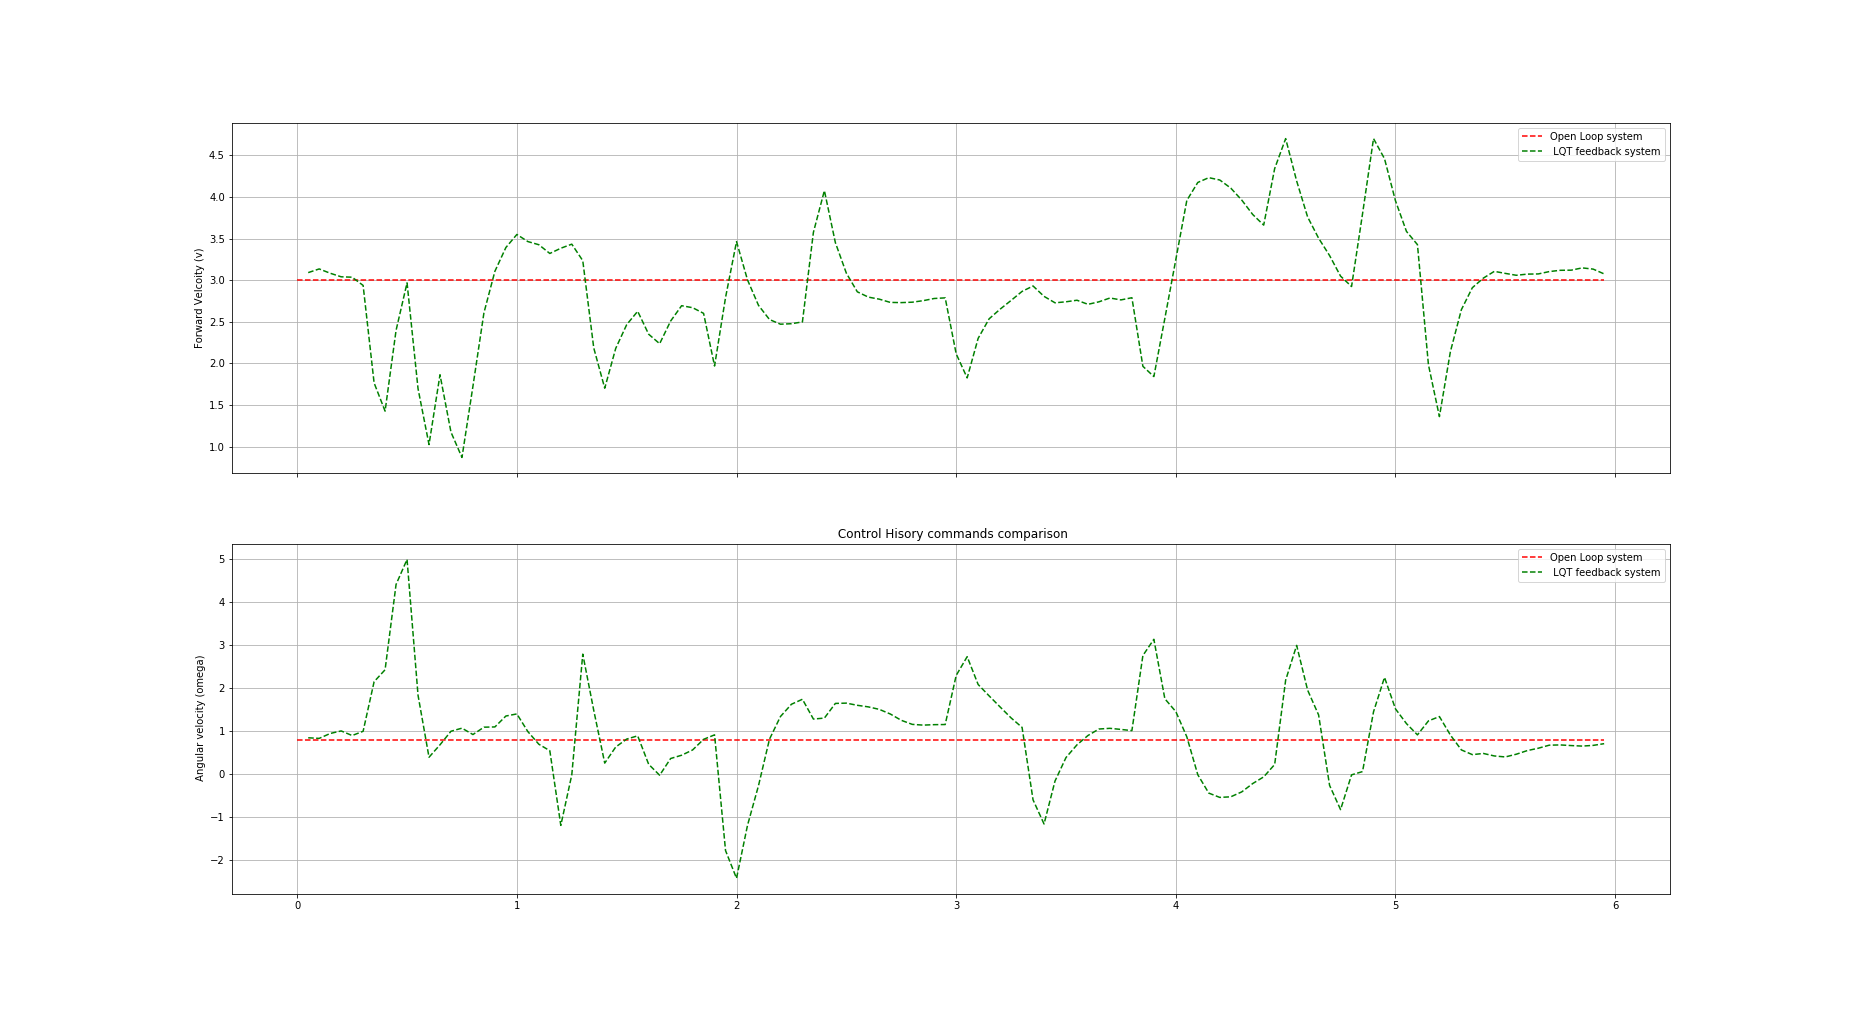 4.5
4.0
3.5
3.0
2.5
2.0
1.5
1.0
Forward Velcoity (v)
Open Loop system
LQT feedback system
Control Hisory commands comparison
5
4
3
2
1
0
−1
−2
Angular velocity (omega)
Open Loop system
LQT feedback system
0 1 2 3 4 5 6